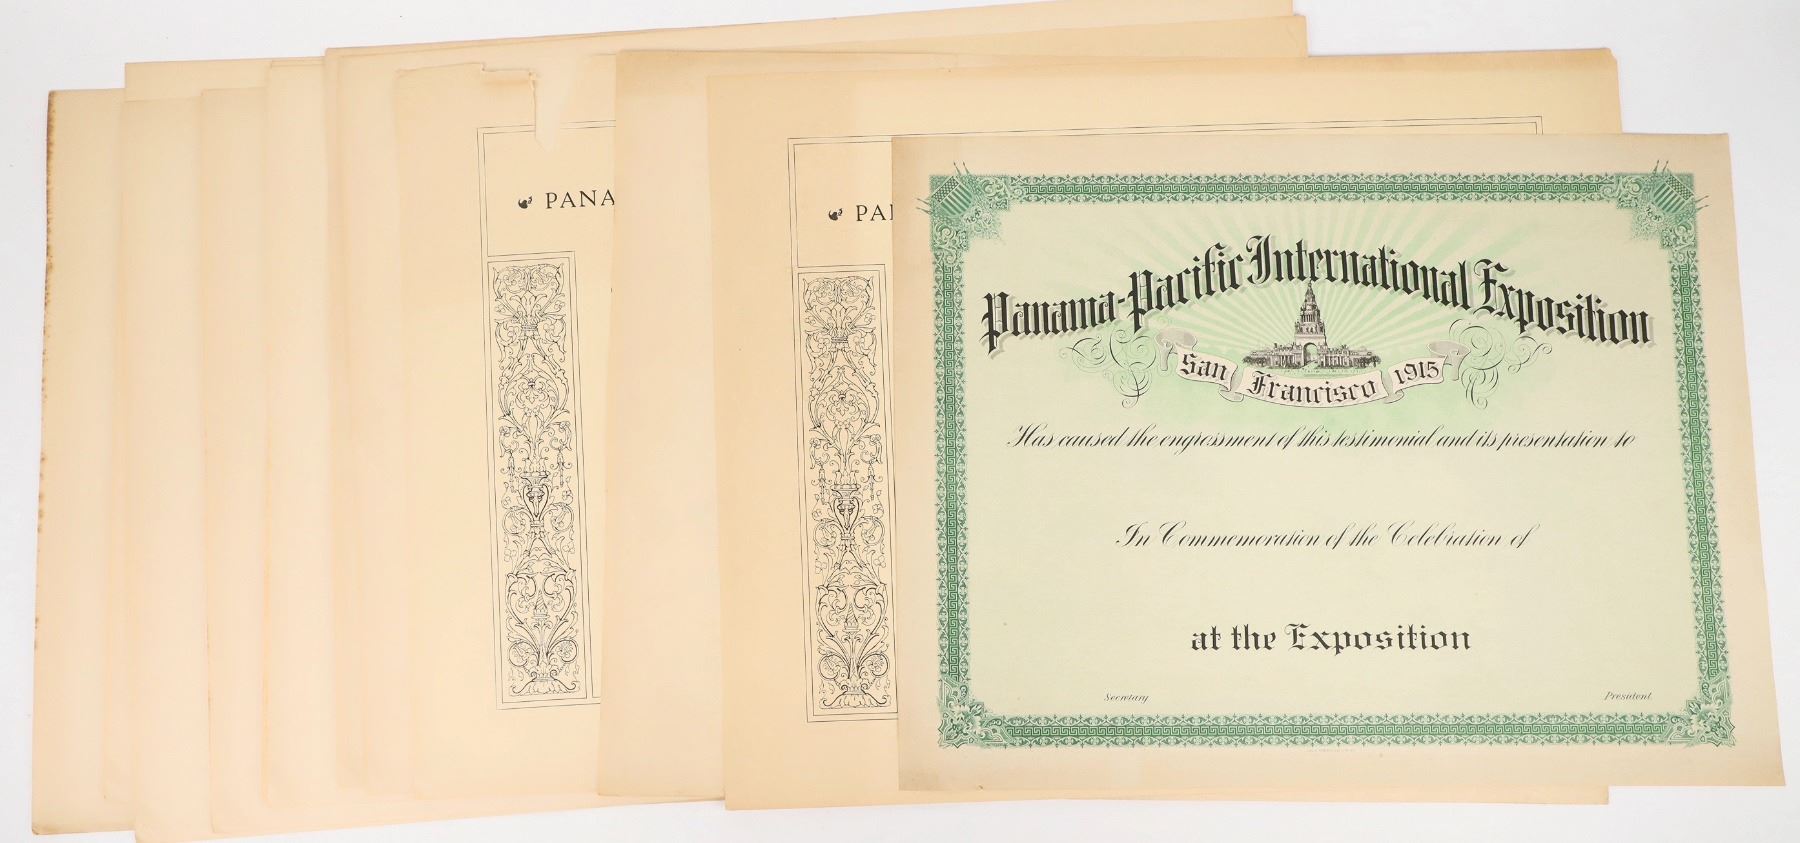 PANA
PA
Panama-Pacific International Exposition
San Francisco 1915
Has caused the engrossment of this testimonial and its presentation to
In Commemoration of the Celebration of
at the Exposition
Secretary
President